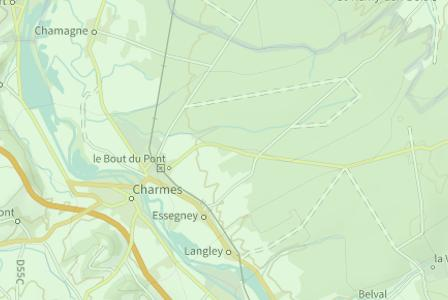 Chamagne
le Bout du Pont
Charmes
Essegney
Langley
D55C
Belval